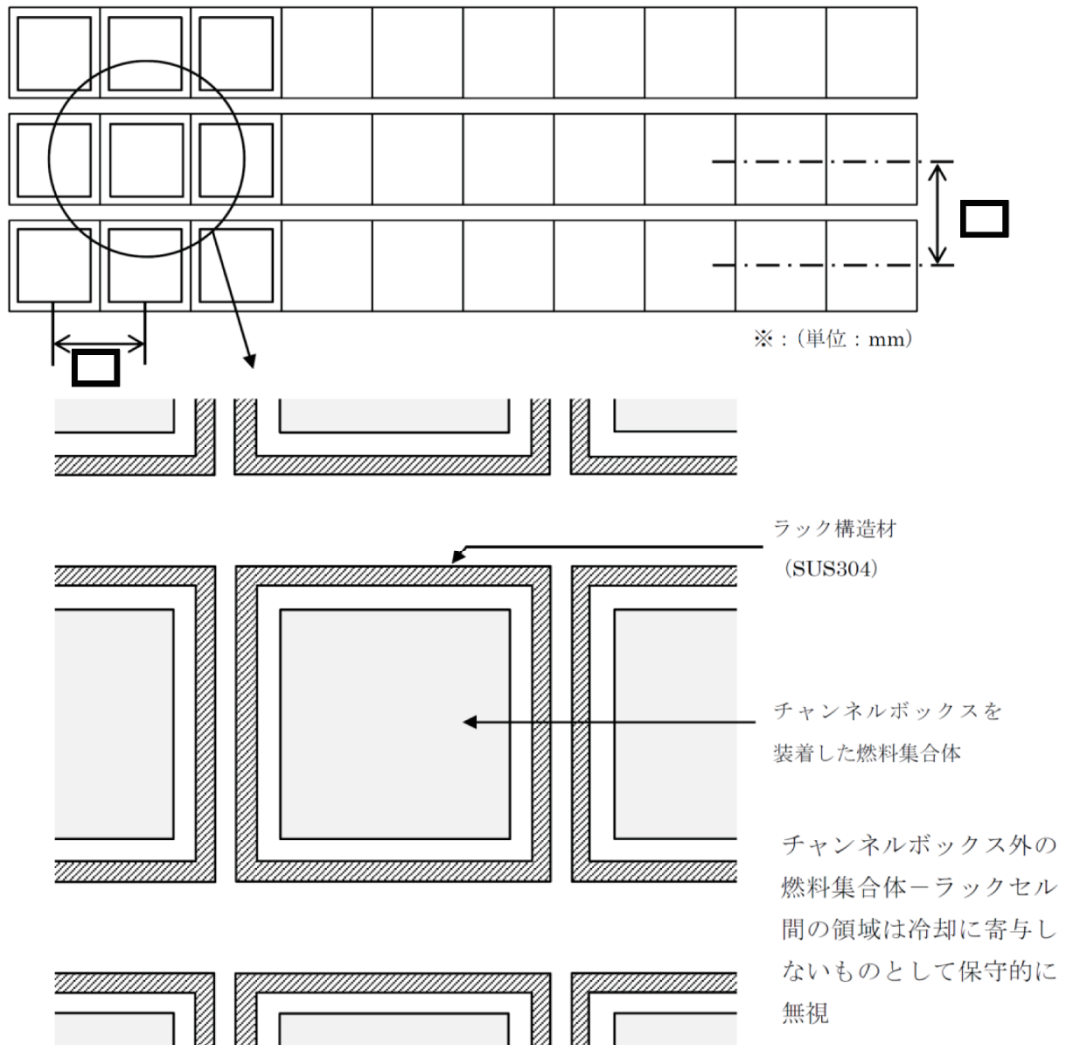 ※：（単位：mm）
ラック構造材
（SUS304）
チャンネルボックスを
装着した燃料集合体
チャンネルボックス外の
燃料集合体－ラックセル
間の領域は冷却に寄与し
ないものとして保守的に
無視